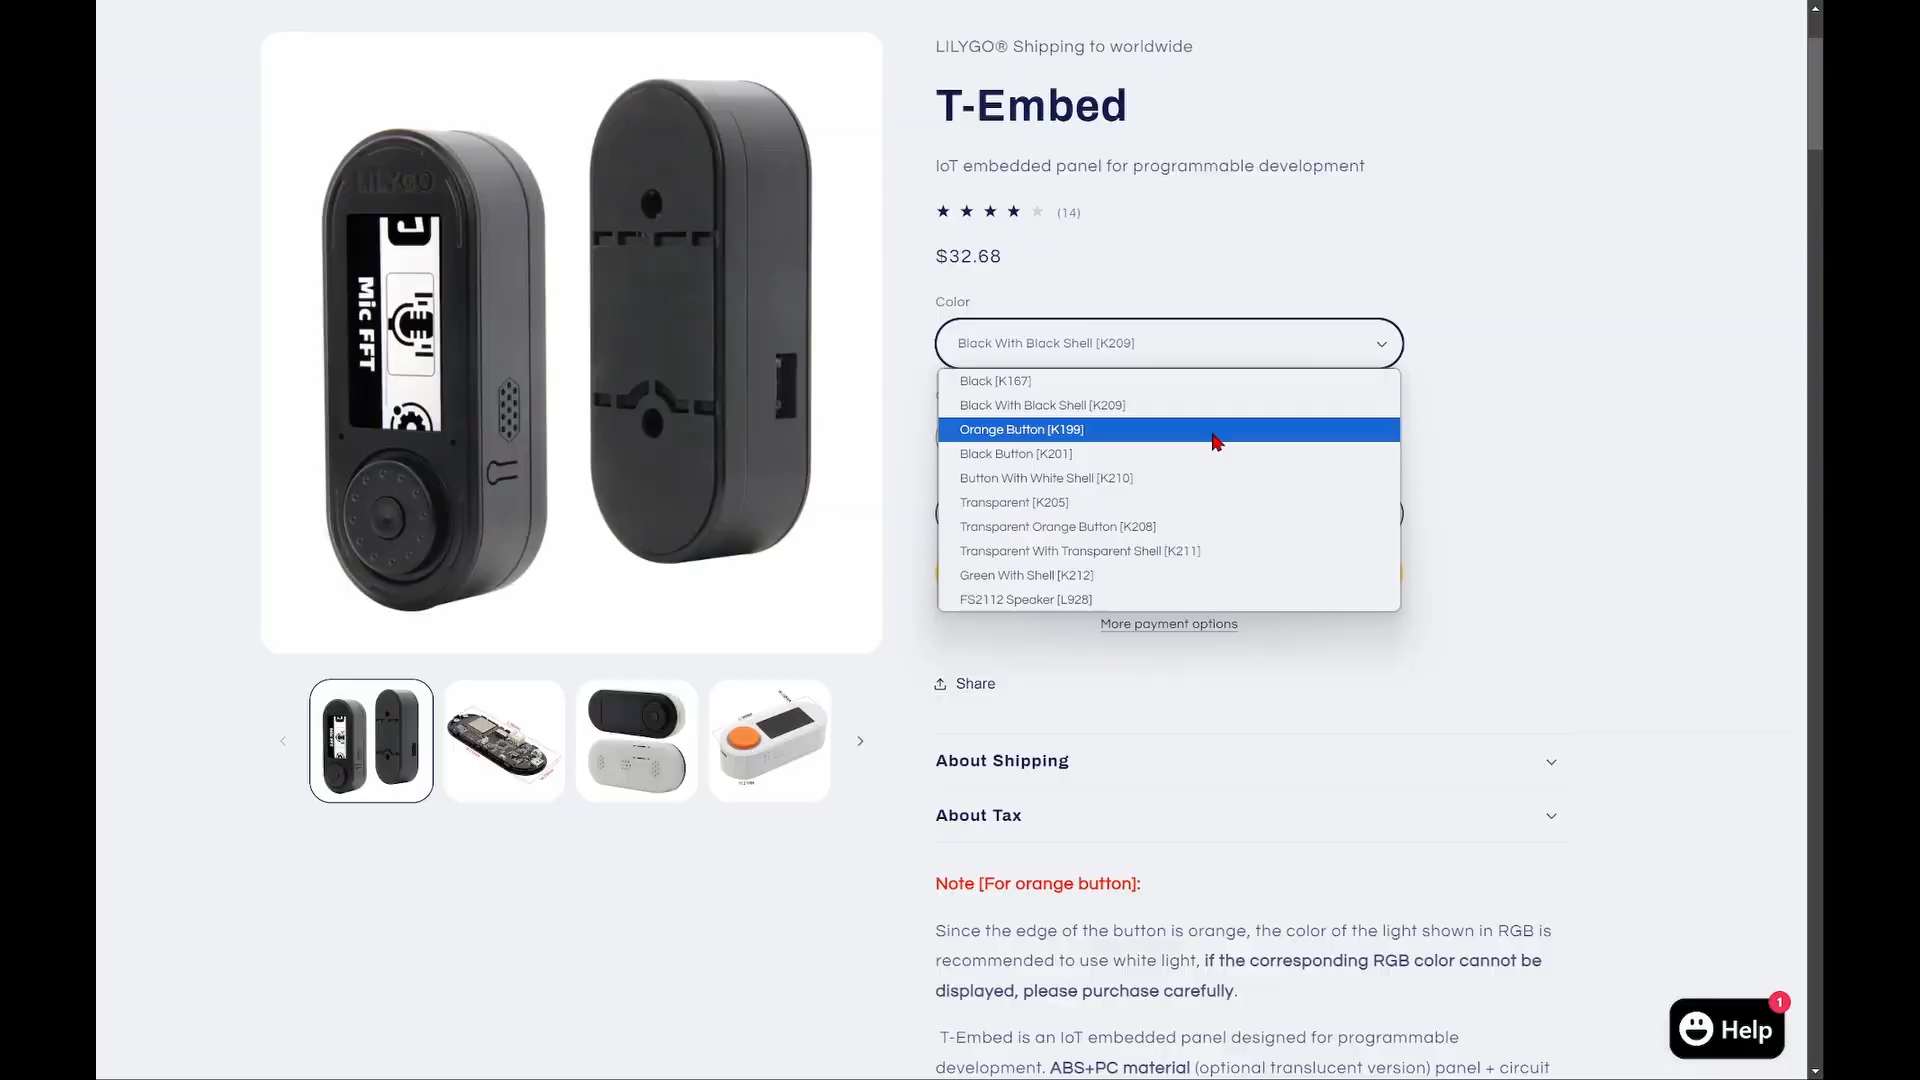 LILYGO® Shipping to worldwide
T-Embed
IoT embedded panel for programmable development
(14)
$32.68
Color
Black With Black Shell [K209]
Black [K167]
Black With Black Shell [K209]
Orange Button [K199]
Black Button [K201]
Button With White Shell [K210]
Transparent [K205]
Transparent Orange Button [K208]
Transparent With Transparent Shell [K211]
Green With Shell [K212]
FS2112 Speaker [L928]
More payment options
Share
About Shipping
About Tax
Note [For orange button]:
Since the edge of the button is orange, the color of the light shown in RGB is
recommended to use white light, if the corresponding RGB color cannot be
displayed, please purchase carefully.
T-Embed is an IoT embedded panel designed for programmable
development. ABS+PC material (optional translucent version) panel + circuit
LILYGO
Mic FFT
1
Help